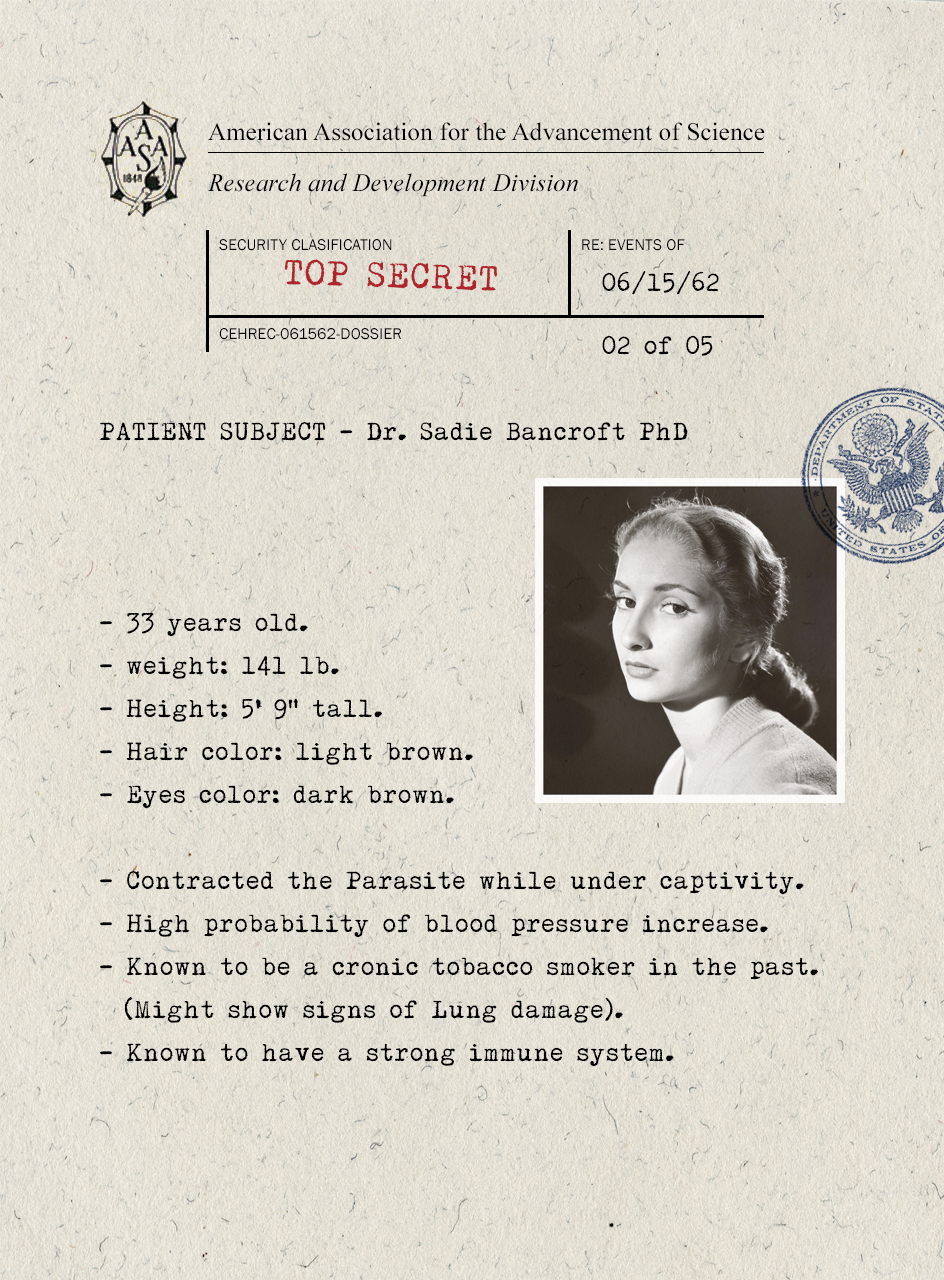 AAAS
1848
American Association for the Advancement of Science
Research and Development Division
SECURITY CLASIFICATION
TOP SECRET
RE: EVENTS OF
06/15/62
CEHREC-061562-DOSSIER
02 of 05
PATIENT SUBJECT - Dr. Sadie Bancroft PhD
DEPARTMENT OF STAT
UNITED STATES OF
- 33 years old.
- weight: 141 lb.
- Height: 5' 9" tall.
- Hair color: light brown.
- Eyes color: dark brown.
- Contracted the Parasite while under captivity.
- High probability of blood pressure increase.
- Known to be a cronic tobacco smoker in the past.
(Might show signs of Lung damage).
- Known to have a strong immune system.